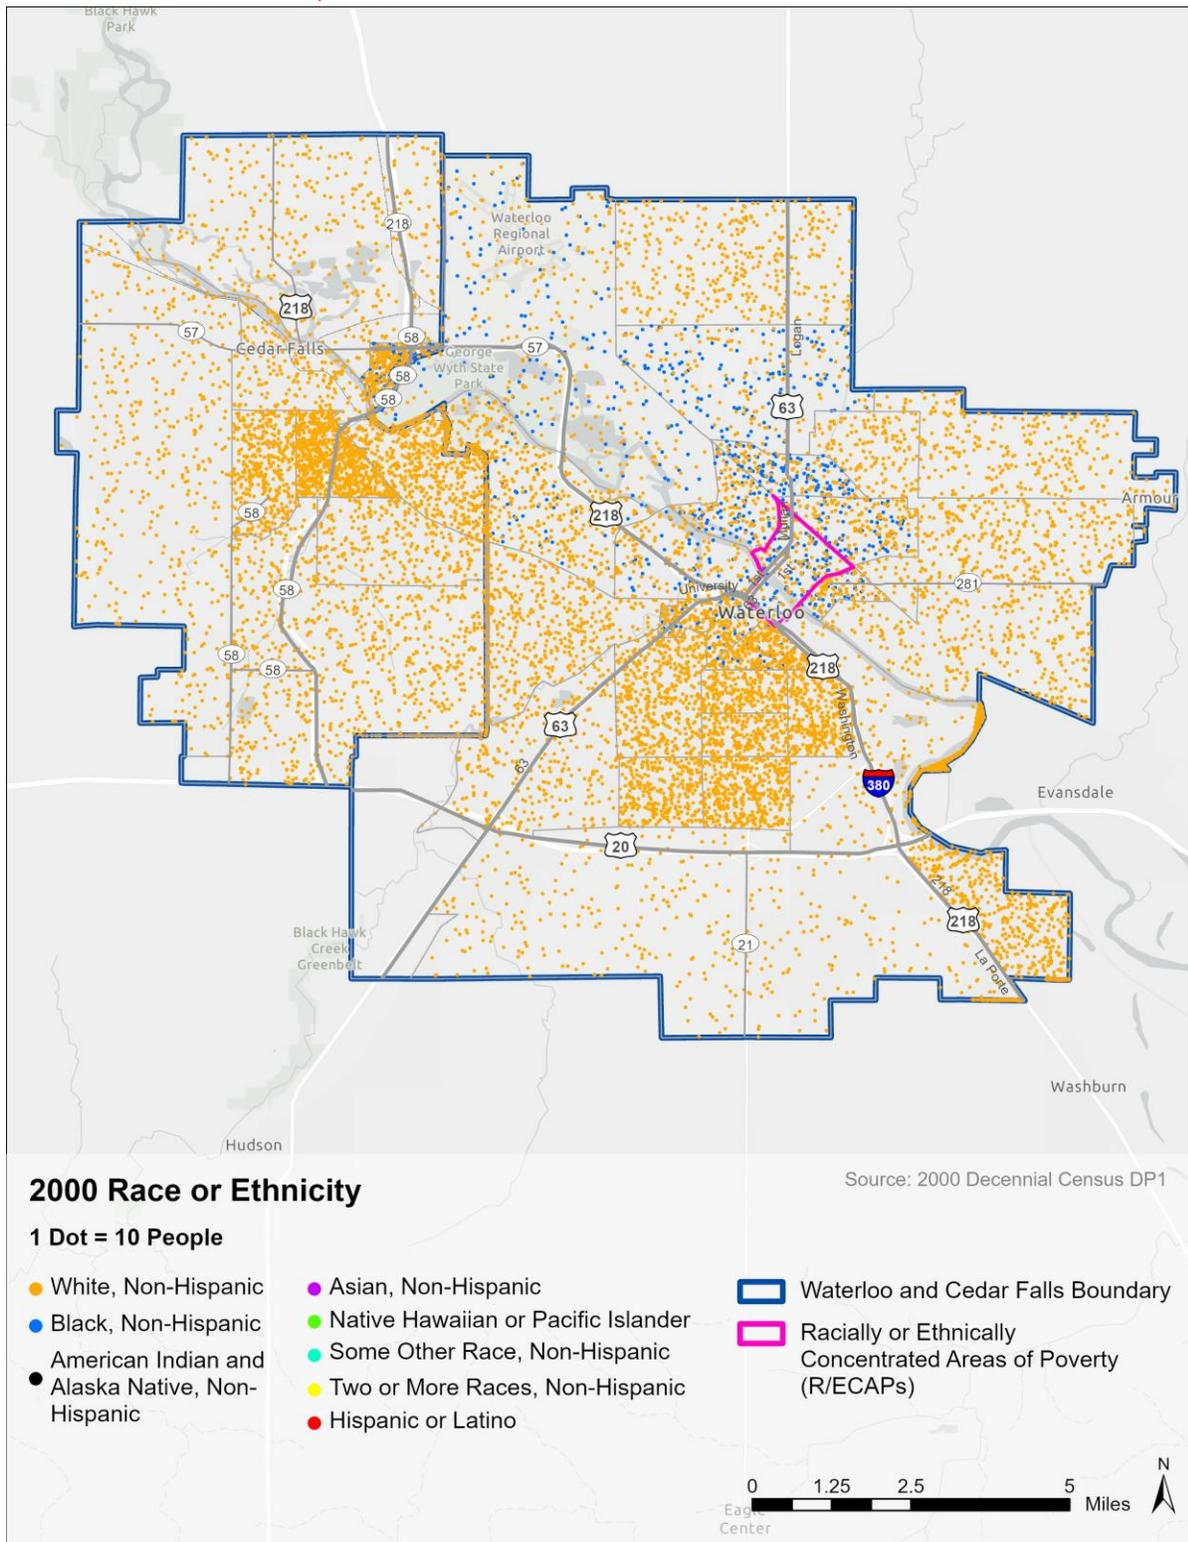 Black Hawk
Park
Waterloo
Regional
Airport
218
218
57
Cedar Falls
58
57
George
Wyth State
Park
58
58
Logan
63
58
Armour
218
Mullan
1st
58
University
281
63
Waterloo
58
58
218
63
63
Washington
380
Evansdale
20
218
218
Black Hawk
Creek
Greenbelt
21
La Porte
Washburn
Hudson
2000 Race or Ethnicity
Source: 2000 Decennial Census DP1
1 Dot = 10 People
White, Non-Hispanic
Black, Non-Hispanic
American Indian and
Alaska Native, Non-
Hispanic
Asian, Non-Hispanic
Native Hawaiian or Pacific Islander
Some Other Race, Non-Hispanic
Two or More Races, Non-Hispanic
Hispanic or Latino
Waterloo and Cedar Falls Boundary
Racially or Ethnically
Concentrated Areas of Poverty
(R/ECAPs)
N
0 1.25 2.5 5
Miles
Eagle
Center